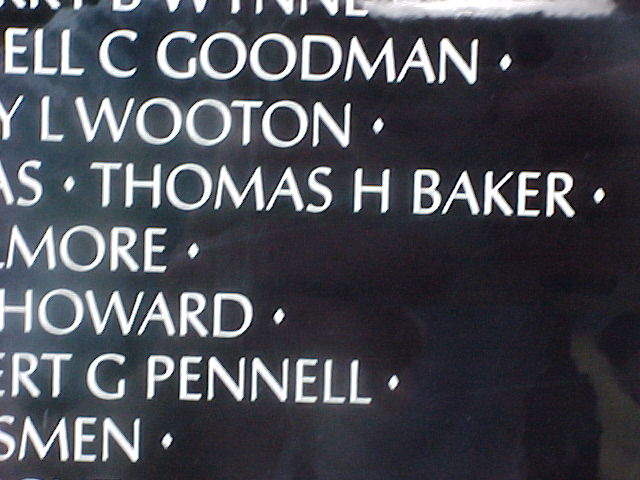 ELL C GOODMAN ⬧
Y L WOOTON ⬧
AS ⬧ THOMAS H BAKER ⬧
LMORE ⬧
HOWARD ⬧
ERT G PENNELL ⬧
SMEN ⬧